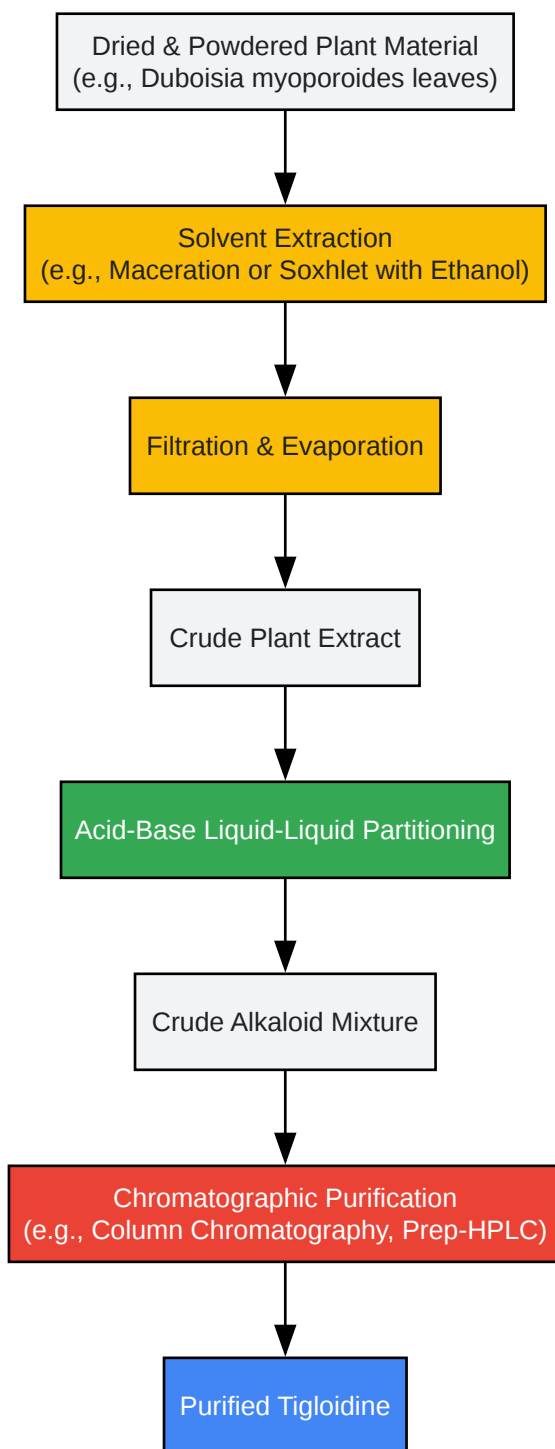 Dried & Powdered Plant Material
(e.g., Duboisia myoporoides leaves)
Solvent Extraction
(e.g., Maceration or Soxhlet with Ethanol)
Filtration & Evaporation
Crude Plant Extract
Acid-Base Liquid-Liquid Partitioning
Crude Alkaloid Mixture
Chromatographic Purification
(e.g., Column Chromatography, Prep-HPLC)
Purified Tigloidine